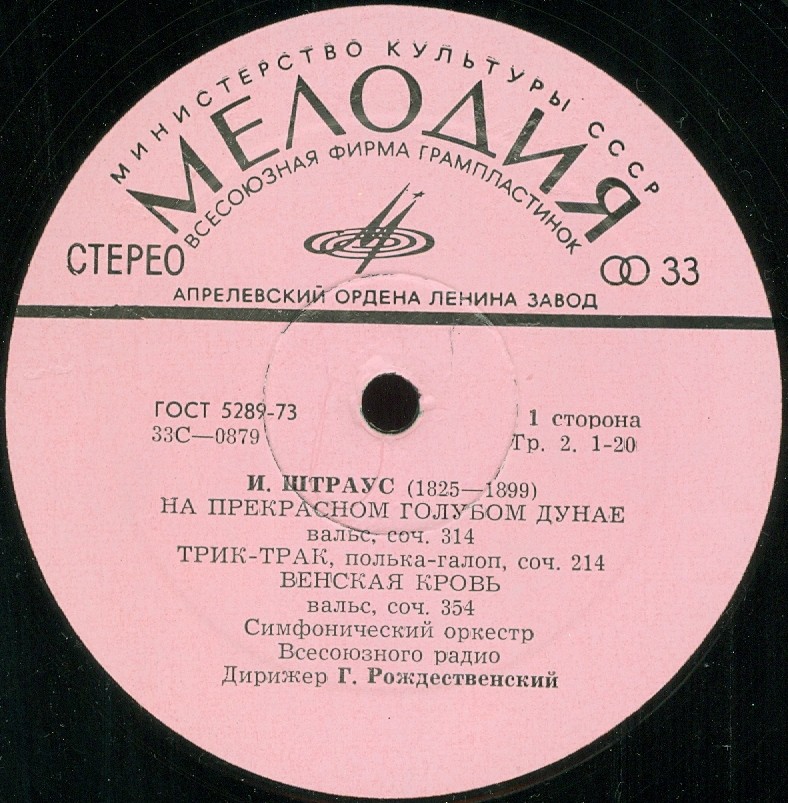 МИНИСТЕРСТВО КУЛЬТУРЫ СССР
МЕЛОДИЯ
ВСЕСОЮЗНАЯ ФИРМА ГРАМПЛАСТИНОК
СТЕРЕО
33
АПРЕЛЕВСКИЙ ОРДЕНА ЛЕНИНА ЗАВОД
ГОСТ 5289-73
1 сторона
33С—0879
Гр. 2. 1-20
И. ШТРАУС (1825—1899)
НА ПРЕКРАСНОМ ГОЛУБОМ ДУНАЕ
вальс, соч. 314
ТРИК-ТРАК, полька-галоп, соч. 214
ВЕНСКАЯ КРОВЬ
вальс, соч. 354
Симфонический оркестр
Всесоюзного радио
Дирижер Г. Рождественский